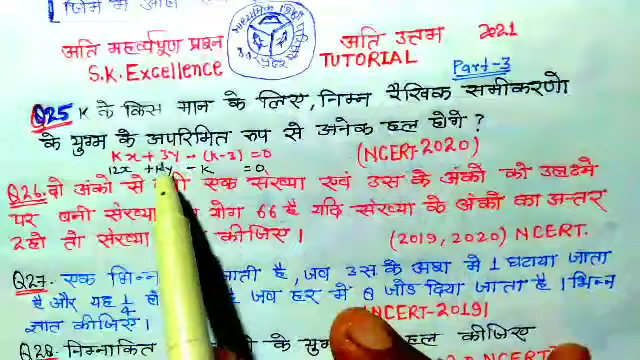 अति महत्वपूर्ण प्रश्न
S.K. Excellence
अति उत्तम 2021
TUTORIAL
Part-3
Q25 K के किस मान के लिए, निम्न रैखिक समीकरणो
के युग्म के अपरिमित रुप से अनेक हल होगे ?
Kx + 3y - (K-3) = 0
(NCERT-2020)
12x + Ky - K = 0
Q26. दो अंको से एक संख्या एवं उस के अंको को उलटने
पर बनी संख्या योग 66 है यदि संख्या के अंको का अन्तर
2 हो तो संख्या कीजिए।
(2019, 2020) NCERT.
Q27. एक भिन्न जाती है, जब उस के अंश मे 1 घटाया जाता
है और यह 1/4 हो है जब हर में 8 जोड दिया जाता है। भिन्न
ज्ञात कीजिए।
NCERT-2019)
Q28. निम्नांकित के युग्म हल कीजिए